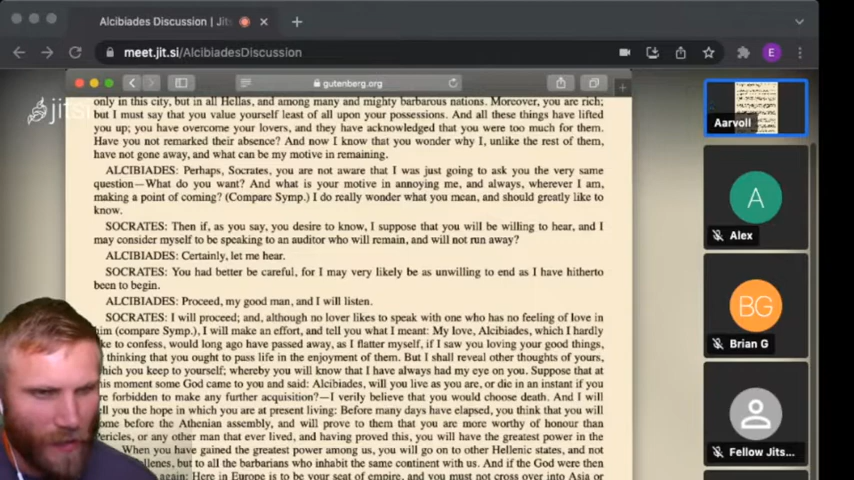 Alcibiades Discussion | Jits
meet.jit.si/AlcibiadesDiscussion
E
gutenberg.org
jitsi
only in this city, but in all Hellas, and among many and mighty barbarous nations. Moreover, you are rich;
but I must say that you value yourself least of all upon your possessions. And all these things have lifted
you up; you have overcome your lovers, and they have acknowledged that you were too much for them.
Have you not remarked their absence? And now I know that you wonder why I, unlike the rest of them,
have not gone away, and what can be my motive in remaining.
ALCIBIADES: Perhaps, Socrates, you are not aware that I was just going to ask you the very same
question—What do you want? And what is your motive in annoying me, and always, wherever I am,
making a point of coming? (Compare Symp.) I do really wonder what you mean, and should greatly like to
know.
SOCRATES: Then if, as you say, you desire to know, I suppose that you will be willing to hear, and I
may consider myself to be speaking to an auditor who will remain, and will not run away?
ALCIBIADES: Certainly, let me hear.
SOCRATES: You had better be careful, for I may very likely be as unwilling to end as I have hitherto
been to begin.
ALCIBIADES: Proceed, my good man, and I will listen.
SOCRATES: I will proceed; and, although no lover likes to speak with one who has no feeling of love in
him (compare Symp.), I will make an effort, and tell you what I meant: My love, Alcibiades, which I hardly
ke to confess, would long ago have passed away, as I flatter myself, if I saw you loving your good things,
thinking that you ought to pass life in the enjoyment of them. But I shall reveal other thoughts of yours,
hich you keep to yourself; whereby you will know that I have always had my eye on you. Suppose that at
his moment some God came to you and said: Alcibiades, will you live as you are, or die in an instant if you
re forbidden to make any further acquisition?—I verily believe that you would choose death. And I will
ell you the hope in which you are at present living: Before many days have elapsed, you think that you will
ome before the Athenian assembly, and will prove to them that you are more worthy of honour than
Pericles, or any other man that ever lived, and having proved this, you will have the greatest power in the
When you have gained the greatest power among us, you will go on to other Hellenic states, and not
ellenes, but to all the barbarians who inhabit the same continent with us. And if the God were then
again: Here in Europe is to be your seat of empire, and you must not cross over into Asia or
Aarvoll
A
Alex
BG
Brian G
Fellow Jits...